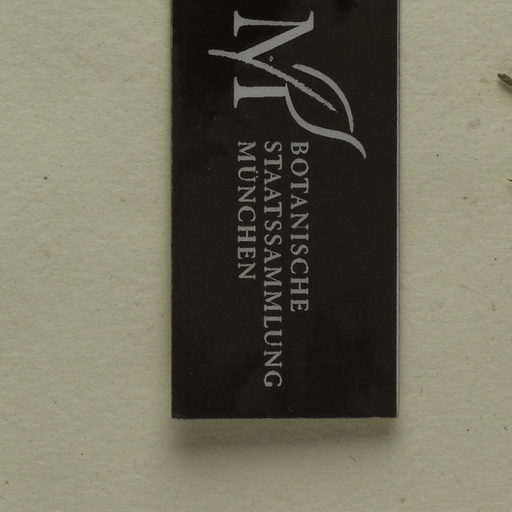 M
BOTANISCHE
STAATSSAMMLUNG
MÜNCHEN